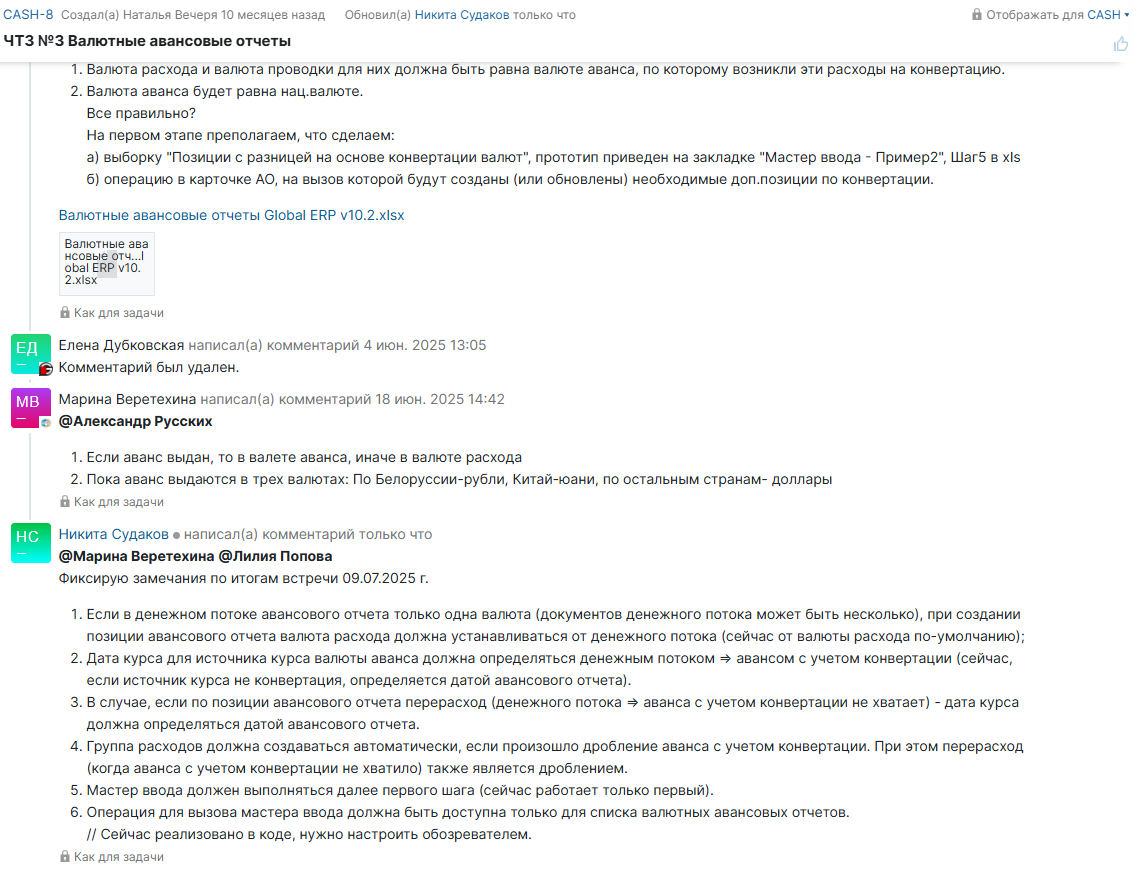 CASH-8 Создал(а) Наталья Вечеря 10 месяцев назад Обновил(а) Никита Судаков только что Отображать для CASH
ЧТЗ №3 Валютные авансовые отчеты
1. Валюта расхода и валюта проводки для них должна быть равна валюте аванса, по которому возникли эти расходы на конвертацию.
2. Валюта аванса будет равна нац.валюте.
Все правильно?
На первом этапе преполагаем, что сделаем:
а) выборку "Позиции с разницей на основе конвертации валют", прототип приведен на закладке "Мастер ввода - Пример2", Шаг5 в xls
б) операцию в карточке АО, на вызов которой будут созданы (или обновлены) необходимые доп.позиции по конвертации.
Валютные авансовые отчеты Global ERP v10.2.xlsx
Валютные ава
нсовые отч...l
obal ERP v10.
2.xlsx
Как для задачи
ЕД
Елена Дубковская написал(а) комментарий 4 июн. 2025 13:05
Комментарий был удален.
МВ
Марина Веретехина написал(а) комментарий 18 июн. 2025 14:42
@Александр Русских
1. Если аванс выдан, то в валете аванса, иначе в валюте расхода
2. Пока аванс выдаются в трех валютах: По Белоруссии-рубли, Китай-юани, по остальным странам- доллары
Как для задачи
НС
Никита Судаков написал(а) комментарий только что
@Марина Веретехина @Лилия Попова
Фиксирую замечания по итогам встречи 09.07.2025 г.
1. Если в денежном потоке авансового отчета только одна валюта (документов денежного потока может быть несколько), при создании
позиции авансового отчета валюта расхода должна устанавливаться от денежного потока (сейчас от валюты расхода по-умолчанию);
2. Дата курса для источника курса валюты аванса должна определяться денежным потоком => авансом с учетом конвертации (сейчас,
если источник курса не конвертация, определяется датой авансового отчета).
3. В случае, если по позиции авансового отчета перерасход (денежного потока => аванса с учетом конвертации не хватает) - дата курса
должна определяться датой авансового отчета.
4. Группа расходов должна создаваться автоматически, если произошло дробление аванса с учетом конвертации. При этом перерасход
(когда аванса с учетом конвертации не хватило) также является дроблением.
5. Мастер ввода должен выполняться далее первого шага (сейчас работает только первый).
6. Операция для вызова мастера ввода должна быть доступна только для списка валютных авансовых отчетов.
// Сейчас реализовано в коде, нужно настроить обозревателем.
Как для задачи